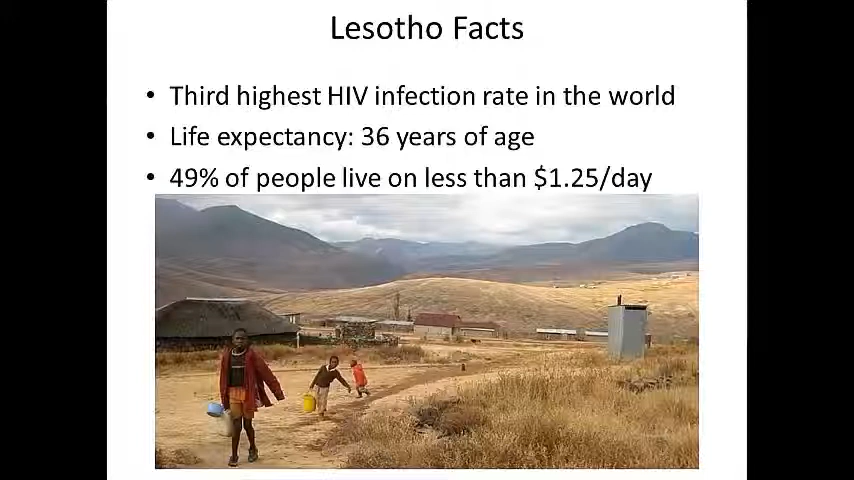 Lesotho Facts
• Third highest HIV infection rate in the world
• Life expectancy: 36 years of age
• 49% of people live on less than $1.25/day